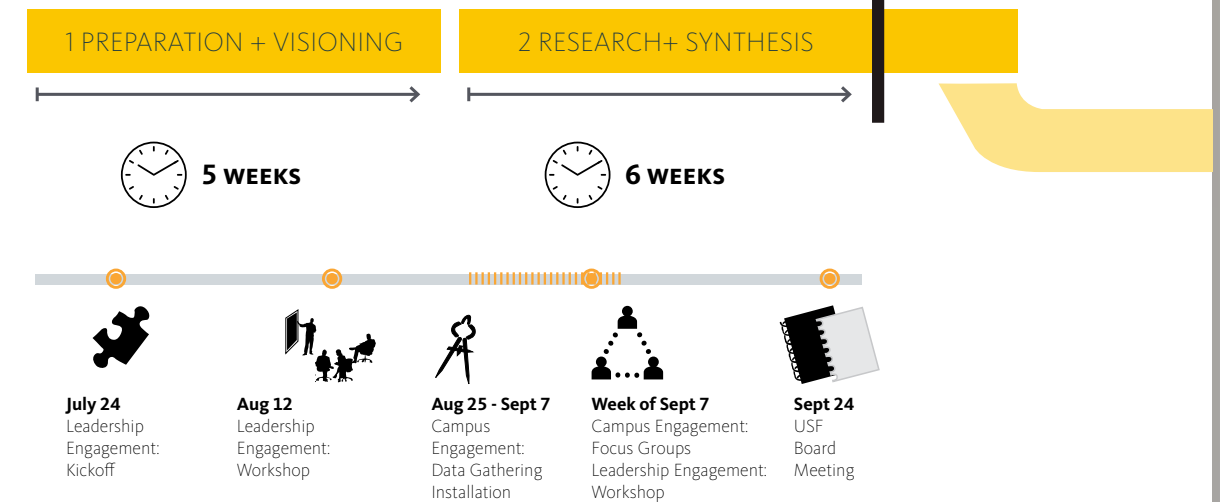 1 PREPARATION + VISIONING
2 RESEARCH+ SYNTHESIS
5 WEEKS
6 WEEKS
July 24
Leadership
Engagement:
Kickoff
Aug 12
Leadership
Engagement:
Workshop
Aug 25 - Sept 7
Campus
Engagement:
Data Gathering
Installation
Week of Sept 7
Campus Engagement:
Focus Groups
Leadership Engagement:
Workshop
Sept 24
USF
Board
Meeting